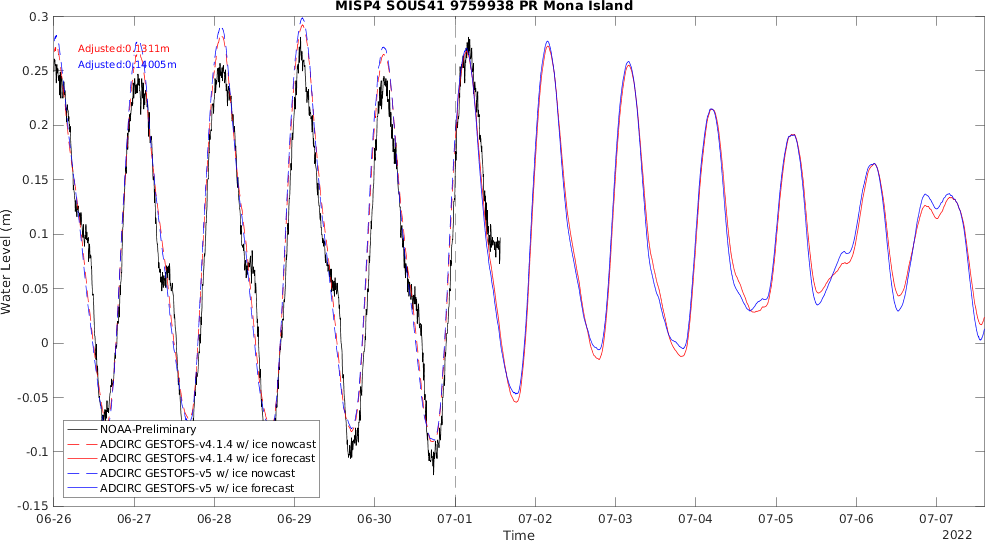 MISP4 SOUS41 9759938 PR Mona Island
0.3
Adjusted:0.1311m
Adjusted:0.14005m
0.25
0.2
0.15
0.1
0.05
0
-0.05
-0.1
-0.15
Water Level (m)
NOAA-Preliminary
ADCIRC GESTOFS-v4.1.4 w/ ice nowcast
ADCIRC GESTOFS-v4.1.4 w/ ice forecast
ADCIRC GESTOFS-v5 w/ ice nowcast
ADCIRC GESTOFS-v5 w/ ice forecast
06-26 06-27 06-28 06-29 06-30 07-01 07-02 07-03 07-04 07-05 07-06 07-07
Time
2022